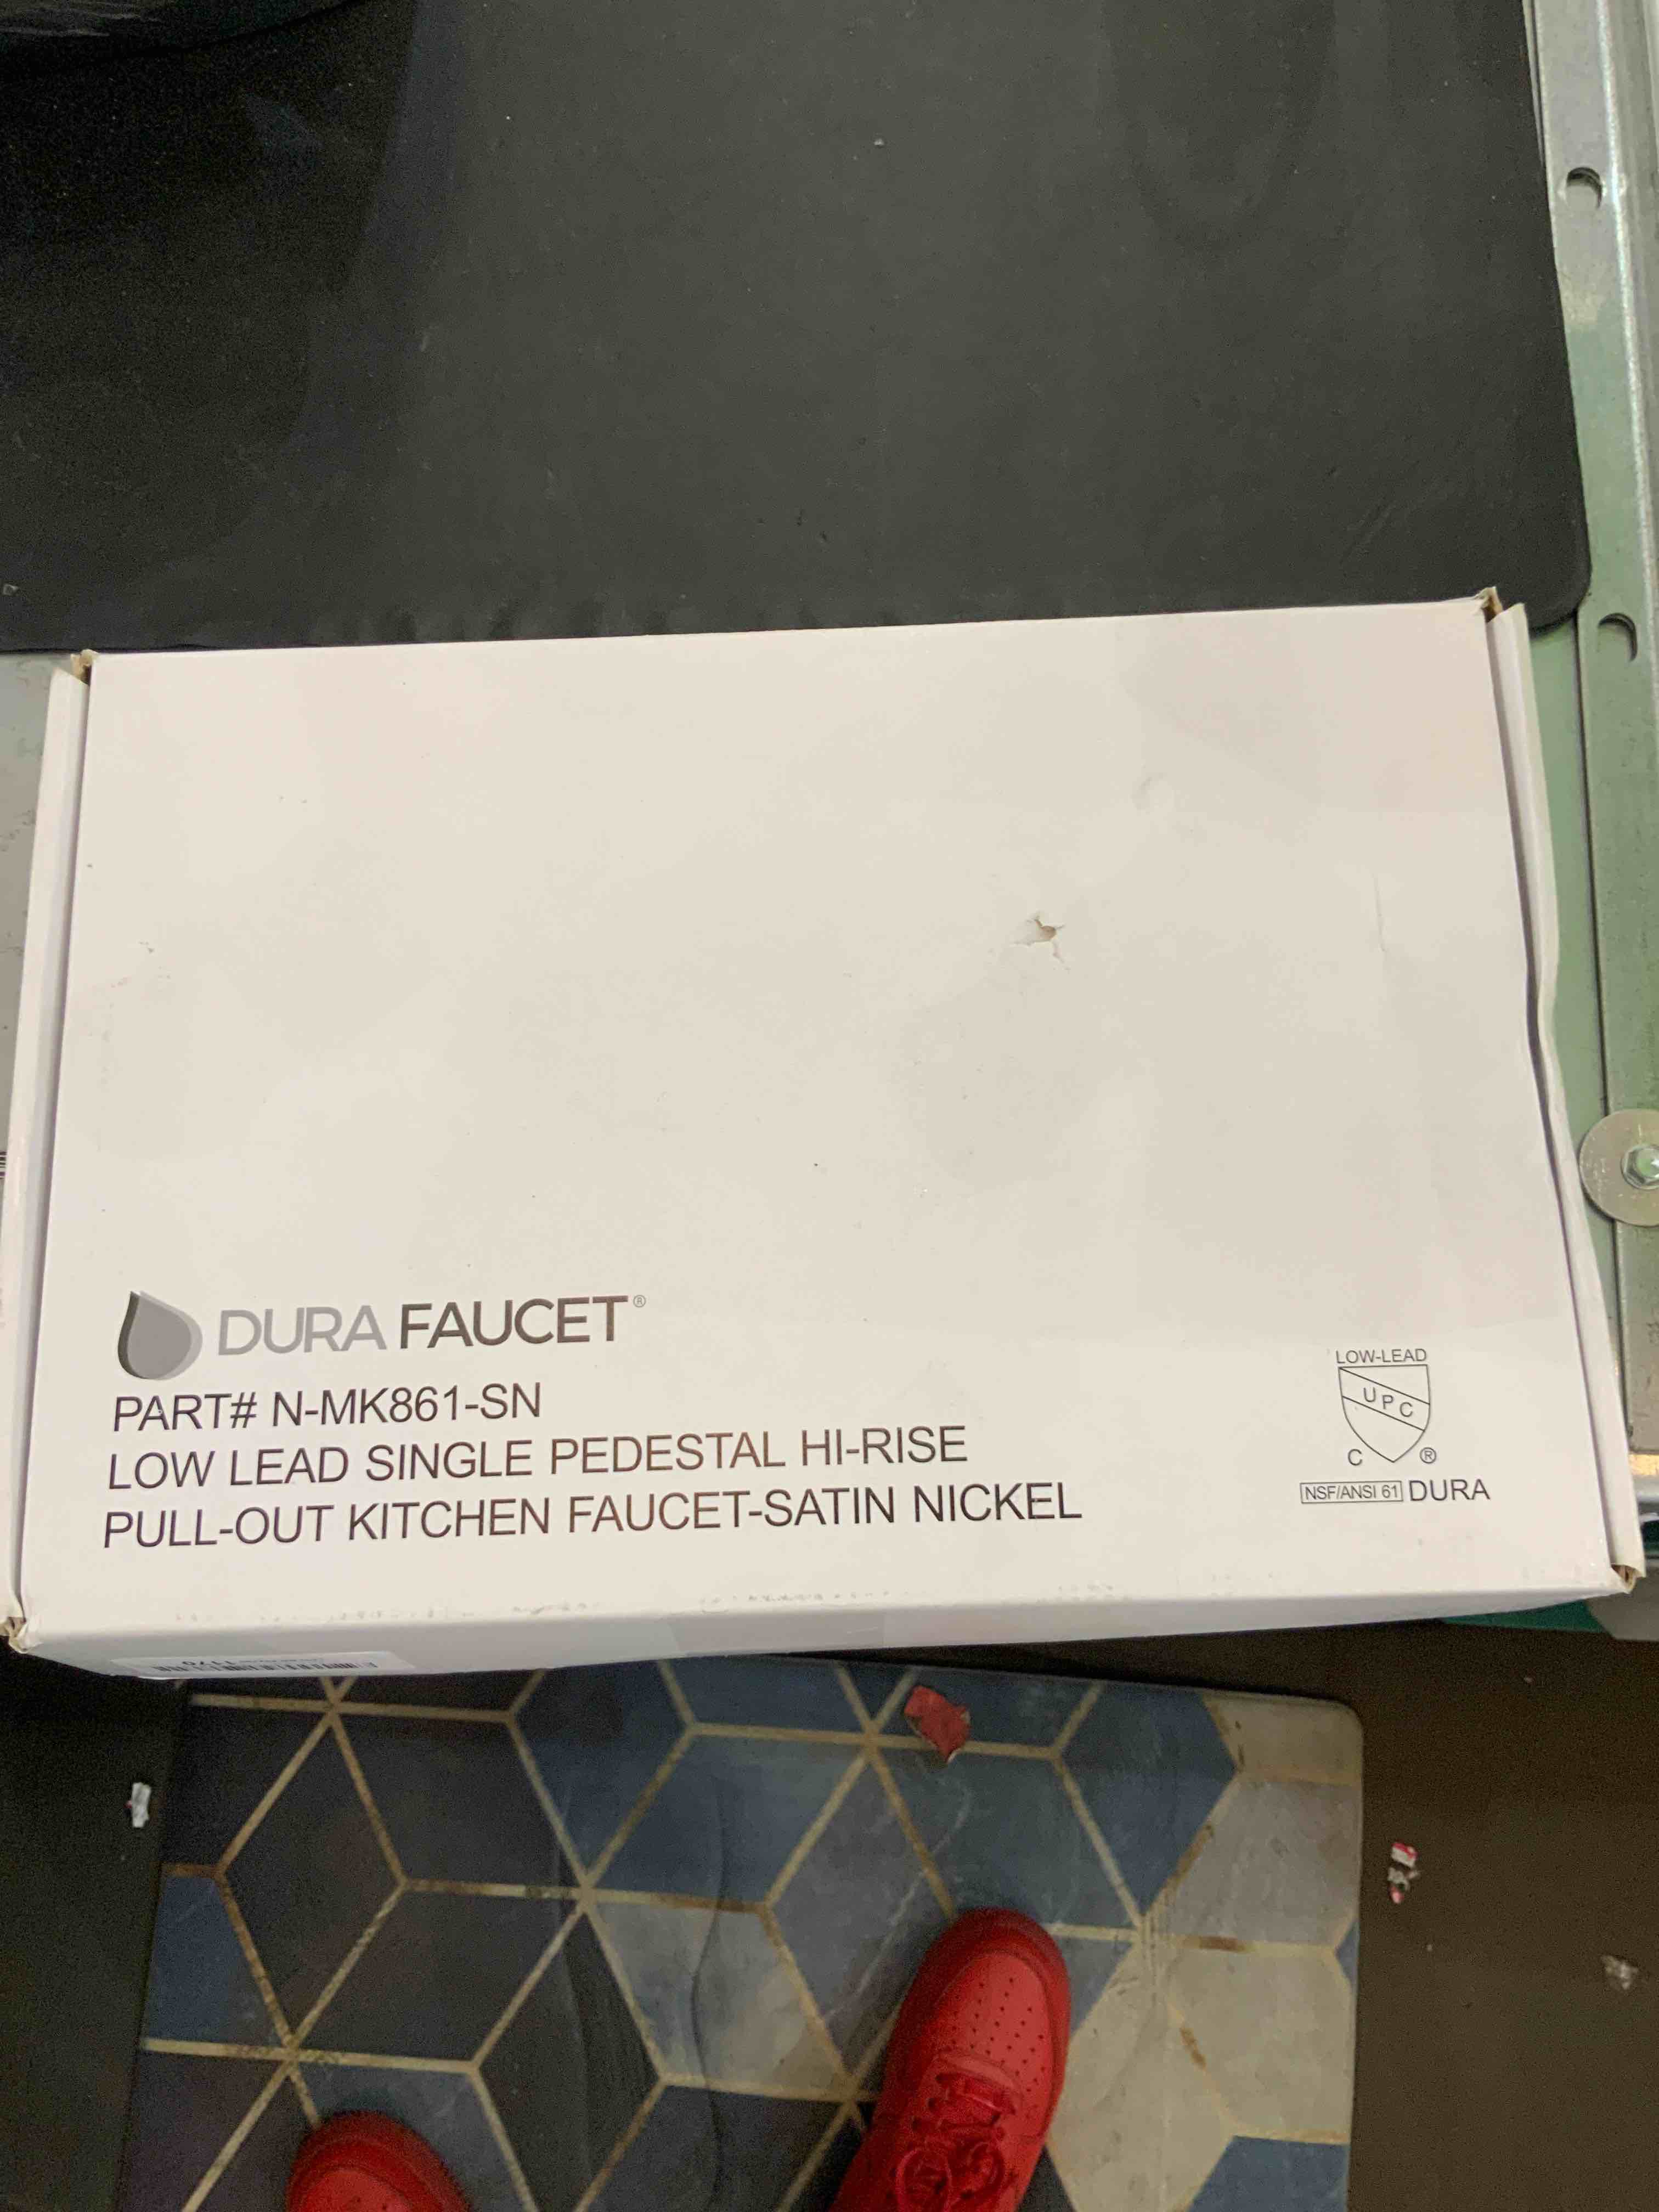 DURA FAUCET®
PART# N-MK861-SN
LOW LEAD SINGLE PEDESTAL HI-RISE
PULL-OUT KITCHEN FAUCET-SATIN NICKEL
LOW-LEAD
UPC
C ®
NSF/ANSI 61 DURA